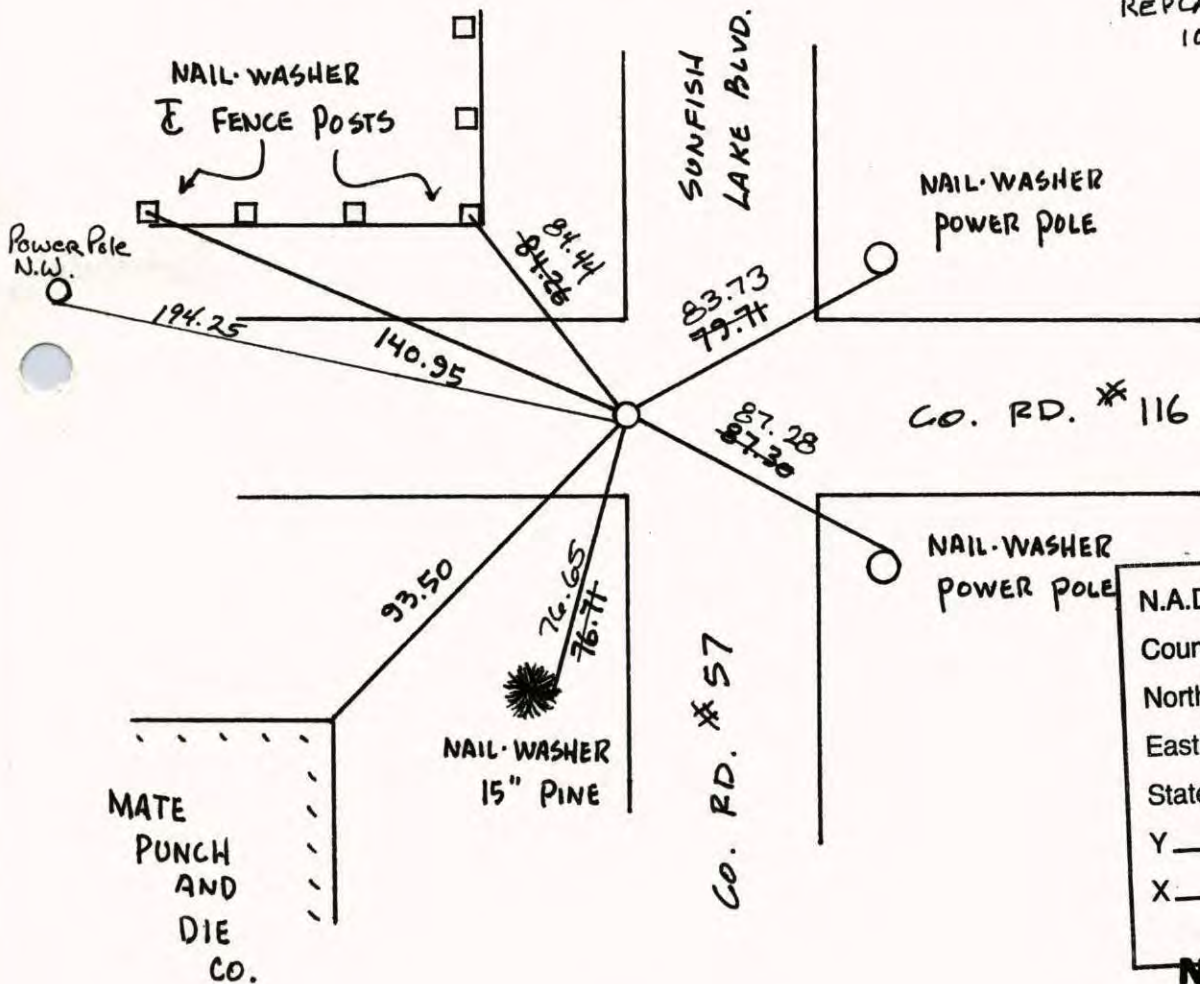 REPLA
10
NAIL·WASHER
℄ FENCE POSTS
SUNFISH
LAKE BLVD.
NAIL·WASHER
POWER POLE
Power Pole
N.W.
84.44
84.26
83.73
79.71
194.25
140.95
CO. RD. # 116
87.28
87.30
NAIL·WASHER
POWER POLE
93.50
76.65
76.71
NAIL·WASHER
15" PINE
CO. RD. # 57
MATE
PUNCH
AND
DIE
CO.
N.A.D
Coun
North
East
State
Y
X
N